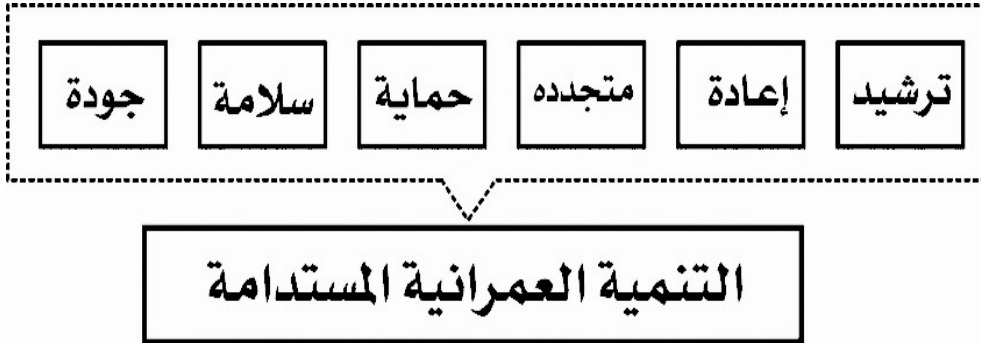 ترشيد إعادة متجدده حماية سلامة جودة
التنمية العمرانية المستدامة